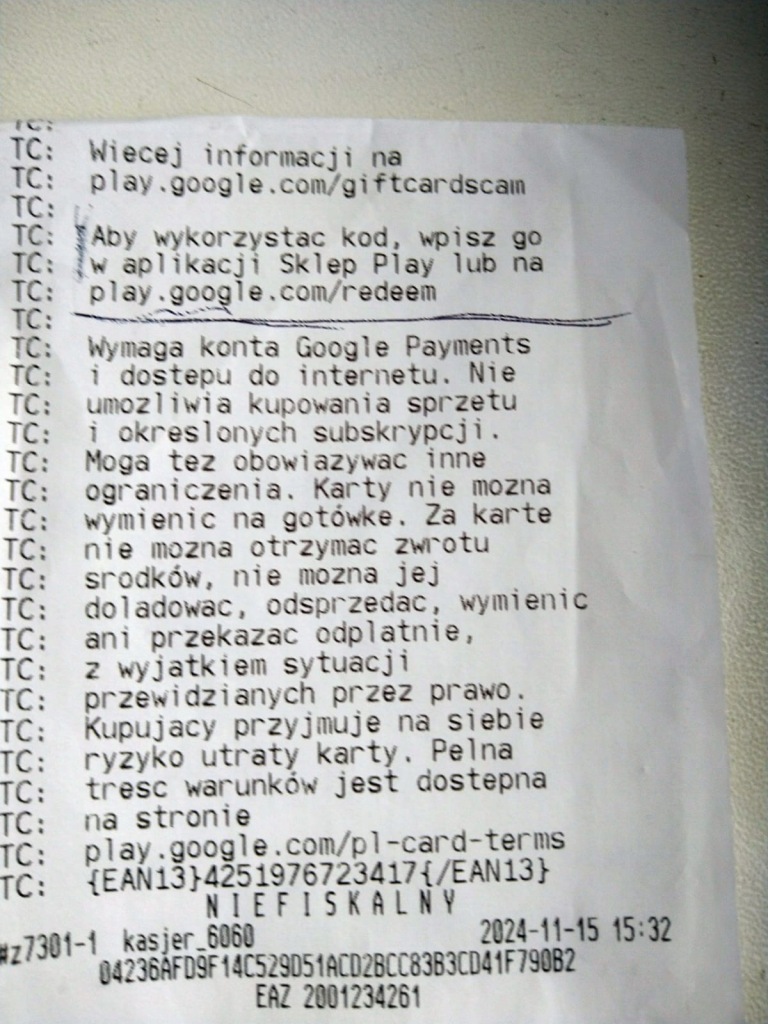 TC:
TC: Wiecej informacji na
TC: play.google.com/giftcardscam
TC:
TC: Aby wykorzystac kod, wpisz go
TC: w aplikacji Sklep Play lub na
TC: play.google.com/redeem
TC:
TC: Wymaga konta Google Payments
TC: i dostepu do internetu. Nie
TC: umozliwia kupowania sprzetu
TC: i okreslonych subskrypcji.
TC: Moga tez obowiazywac inne
TC: ograniczenia. Karty nie mozna
TC: wymienic na gotówke. Za karte
TC: nie mozna otrzymac zwrotu
TC: srodków, nie mozna jej
TC: doladowac, odsprzedac, wymienic
TC: ani przekazac odplatnie,
TC: z wyjatkiem sytuacji
TC: przewidzianych przez prawo.
TC: Kupujacy przyjmuje na siebie
TC: ryzyko utraty karty. Pelna
TC: tresc warunków jest dostepna
TC: na stronie
TC: play.google.com/pl-card-terms
TC: {EAN13}4251976723417{/EAN13}
NIEFISKALNY
#z7301-1 kasjer_6060 2024-11-15 15:32
04236AFD9F14C529D51ACD2BCC83B3CD41F790B2
EAZ 2001234261